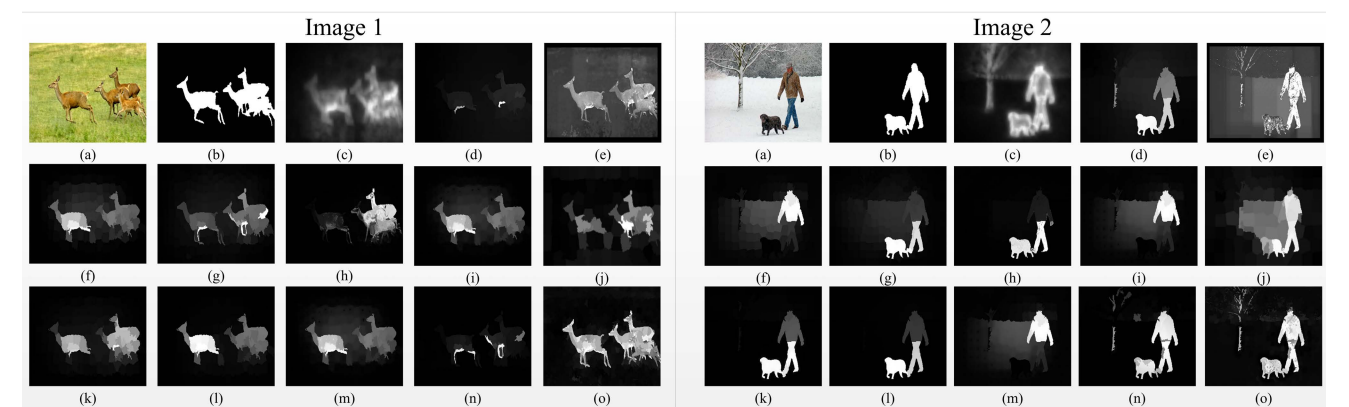 Image 1
(a) (b) (c) (d) (e)
(f) (g) (h) (i) (j)
(k) (l) (m) (n) (o)
Image 2
(a) (b) (c) (d) (e)
(f) (g) (h) (i) (j)
(k) (l) (m) (n) (o)